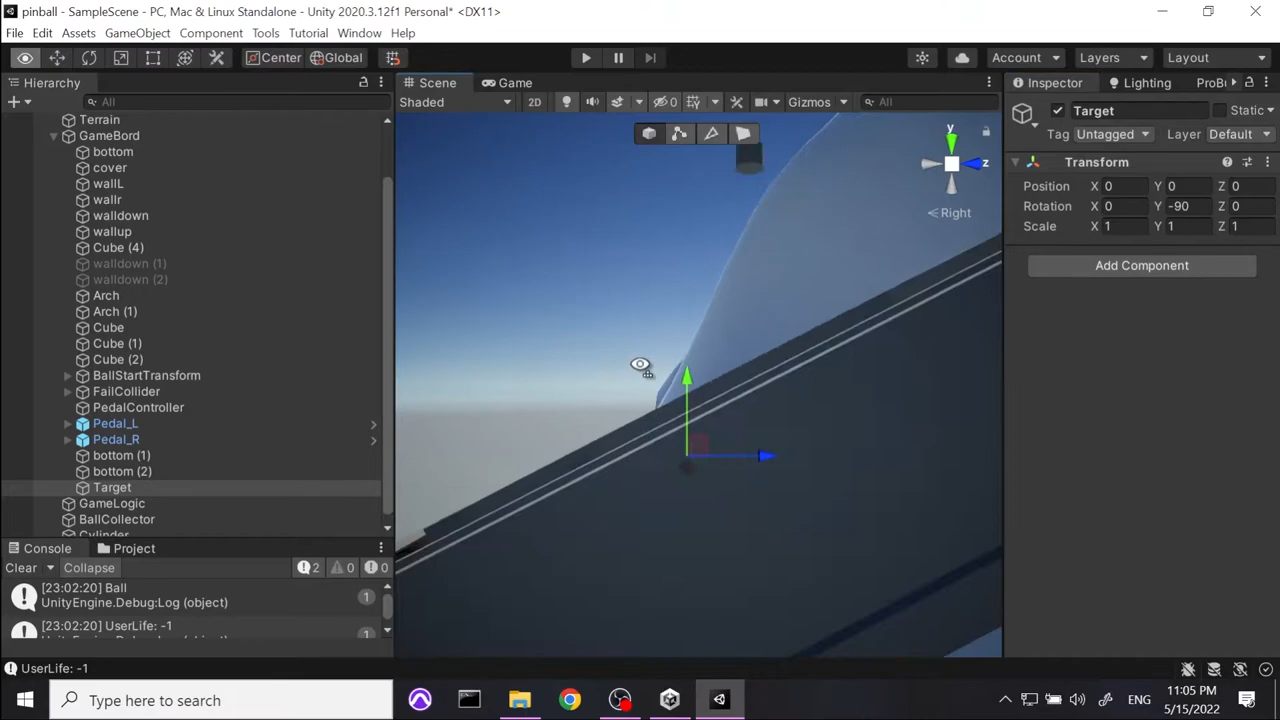 pinball - SampleScene - PC, Mac & Linux Standalone - Unity 2020.3.12f1 Personal* <DX11>
File Edit Assets GameObject Component Tools Tutorial Window Help
Center Global Account Layers Layout
Hierarchy Scene Game Inspector Lighting ProBu
All Shaded 2D 0 Gizmos All
Terrain
GameBord
bottom
cover
wallL
wallr
walldown
wallup
Cube (4)
walldown (1)
walldown (2)
Arch
Arch (1)
Cube
Cube (1)
Cube (2)
BallStartTransform
FailCollider
PedalController
Pedal_L
Pedal_R
bottom (1)
bottom (2)
Target
GameLogic
BallCollector
Cylinder
y
z
Right
Target Static
Tag Untagged Layer Default
Transform
Position X 0 Y 0 Z 0
Rotation X 0 Y -90 Z 0
Scale X 1 Y 1 Z 1
Add Component
Console Project
Clear Collapse 2 0 0
[23:02:20] Ball
UnityEngine.Debug:Log (object)
1
[23:02:20] UserLife: -1
UnityEngine.Debug:Log (object)
1
UserLife: -1
Type here to search
ENG
11:05 PM
5/15/2022